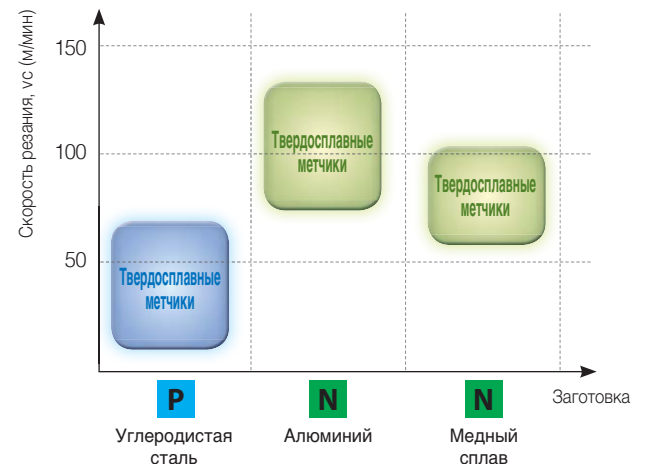 Скорость резания, vc (м/мин)
150
100
50
Твердосплавные
метчики
Твердосплавные
метчики
Твердосплавные
метчики
P
N
N
Заготовка
Углеродистая
сталь
Алюминий
Медный
сплав